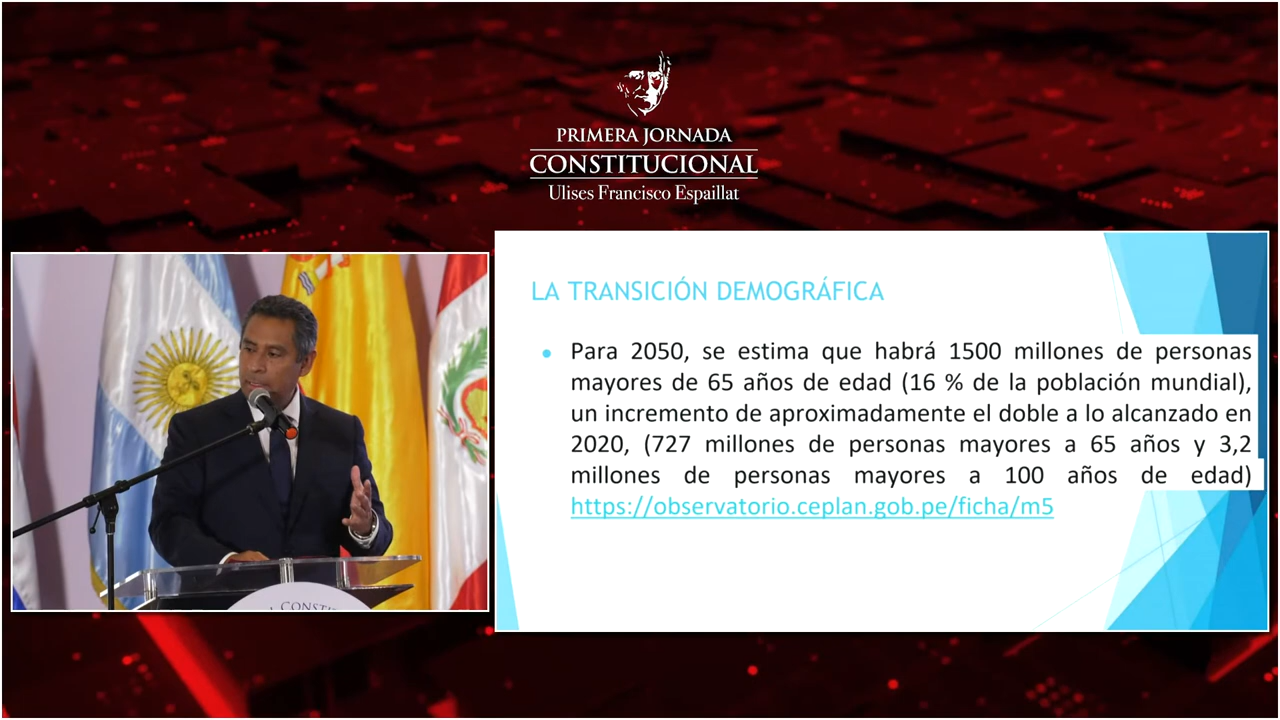 PRIMERA JORNADA
CONSTITUCIONAL
Ulises Francisco Espaillat
LA TRANSICIÓN DEMOGRÁFICA
Para 2050, se estima que habrá 1500 millones de personas
mayores de 65 años de edad (16 % de la población mundial),
un incremento de aproximadamente el doble a lo alcanzado en
2020, (727 millones de personas mayores a 65 años y 3,2
millones de personas mayores a 100 años de edad)
https://observatorio.ceplan.gob.pe/ficha/m5